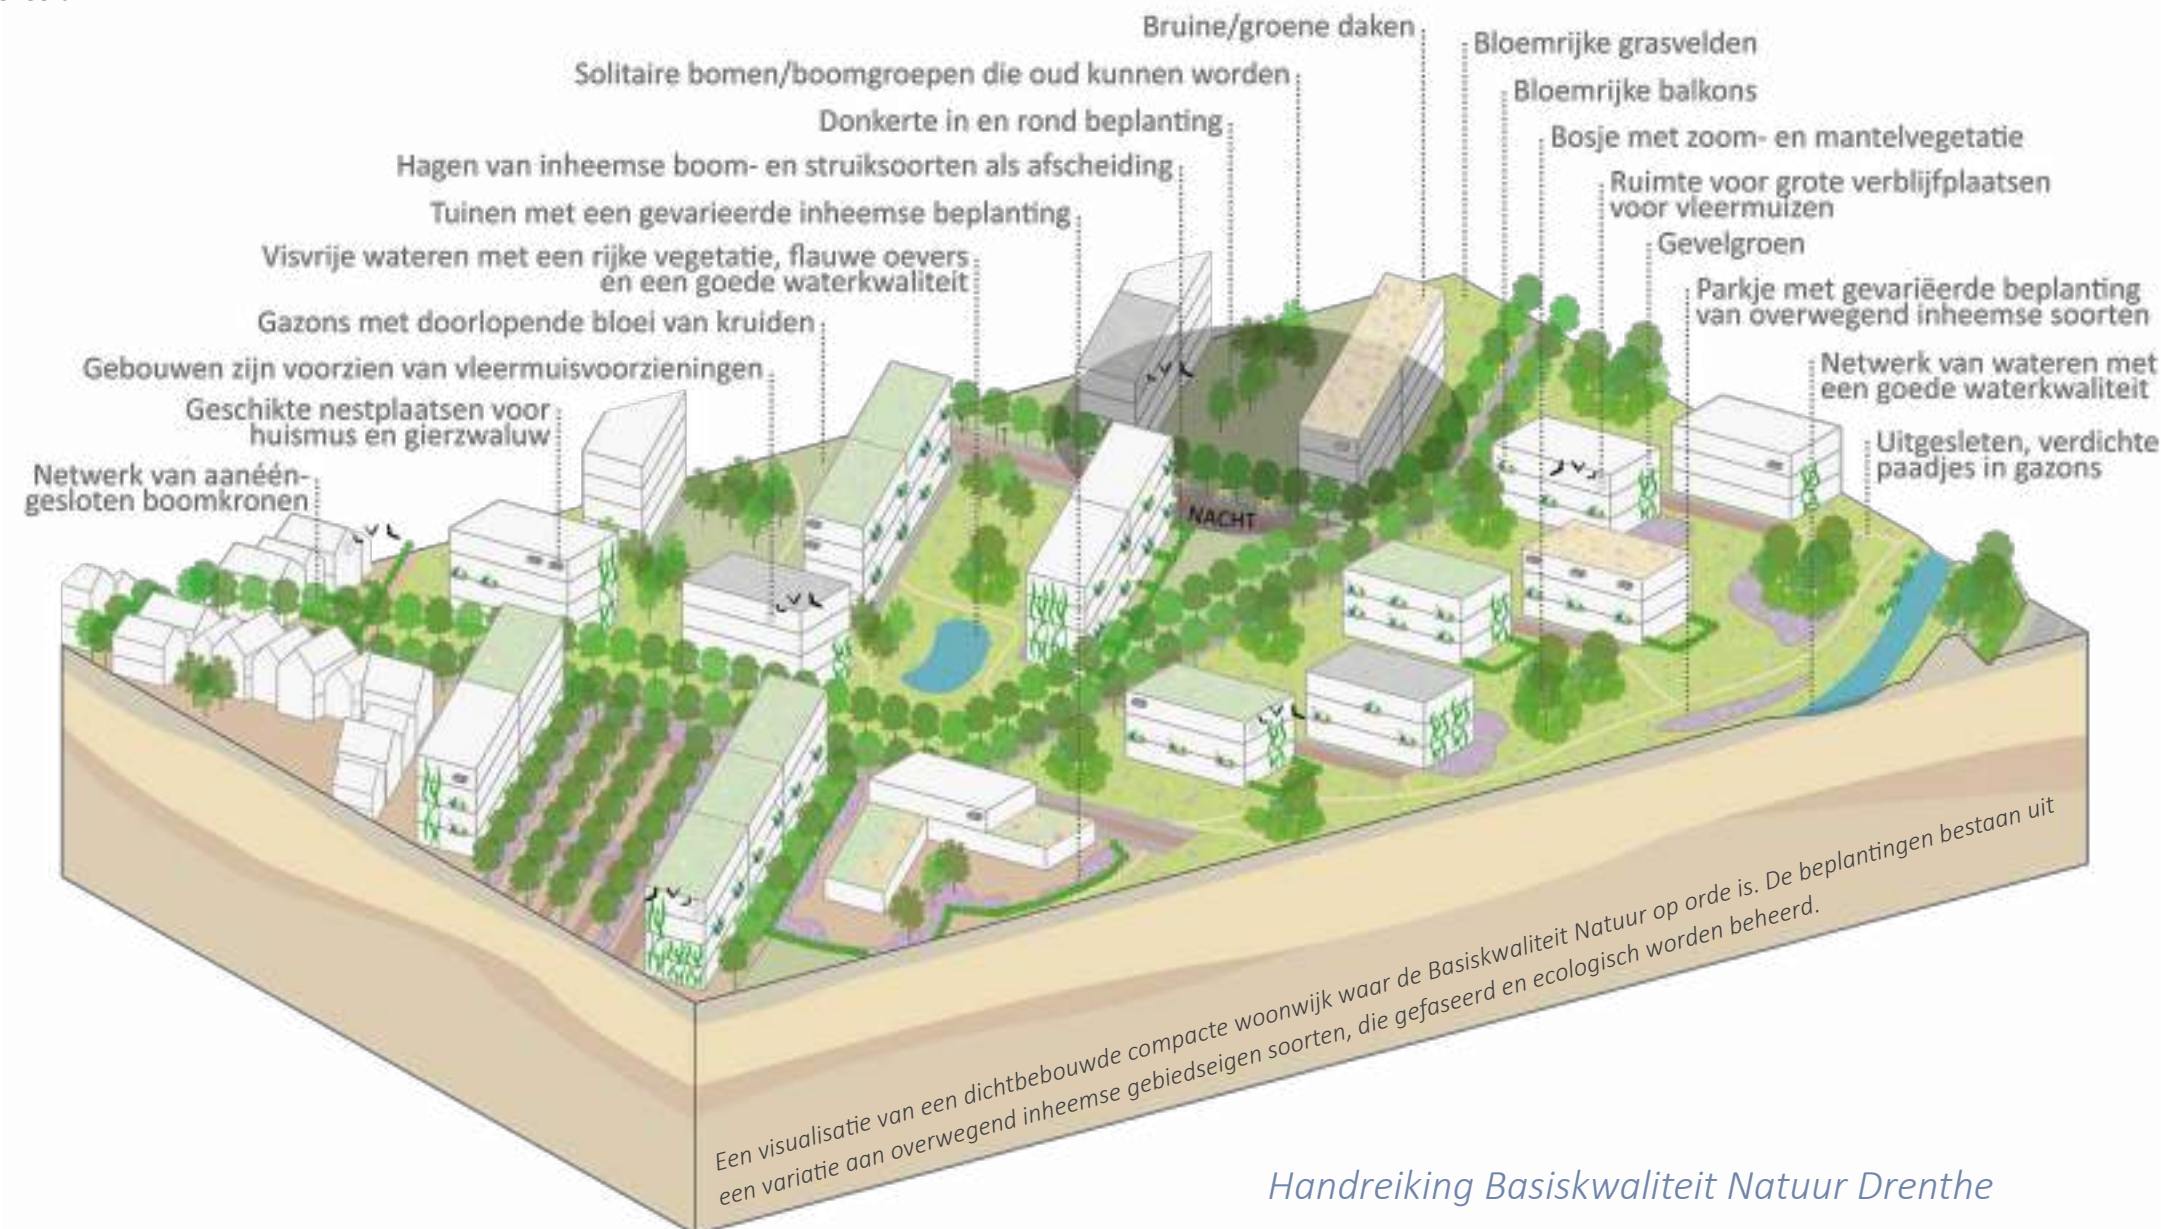 Bruine/groene daken
Bloemrijke grasvelden
Solitaire bomen/boomgroepen die oud kunnen worden
Bloemrijke balkons
Donkerte in en rond beplanting
Bosje met zoom- en mantelvegetatie
Hagen van inheemse boom- en struiksoorten als afscheiding
Ruimte voor grote verblijfplaatsen
voor vleermuizen
Tuinen met een gevarieerde inheemse beplanting
Gevelgroen
Visvrije wateren met een rijke vegetatie, flauwe oevers
en een goede waterkwaliteit
Parkje met gevariëerde beplanting
van overwegend inheemse soorten
Gazons met doorlopende bloei van kruiden
Gebouwen zijn voorzien van vleermuisvoorzieningen
Netwerk van wateren met
een goede waterkwaliteit
Geschikte nestplaatsen voor
huismus en gierzwaluw
Uitgesleten, verdichte
paadjes in gazons
Netwerk van aanéén-
gesloten boomkronen
NACHT
Een visualisatie van een dichtbebouwde compacte woonwijk waar de Basiskwaliteit Natuur op orde is. De beplantingen bestaan uit
een variatie aan overwegend inheemse gebiedseigen soorten, die gefaseerd en ecologisch worden beheerd.
Handreiking Basiskwaliteit Natuur Drenthe